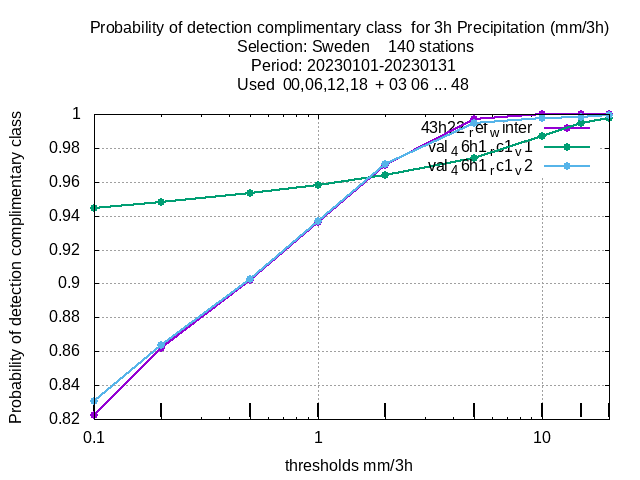 Probability of detection complimentary class  for 3h Precipitation (mm/3h)
Selection: Sweden    140 stations
Period: 20230101-20230131
Used  00,06,12,18  + 03 06 ... 48
Probability of detection complimentary class
1
0.98
0.96
0.94
0.92
0.9
0.88
0.86
0.84
0.82
43h22_ref_winter
val_46h1_rc1_v1
val_46h1_rc1_v2
0.1
1
10
thresholds mm/3h